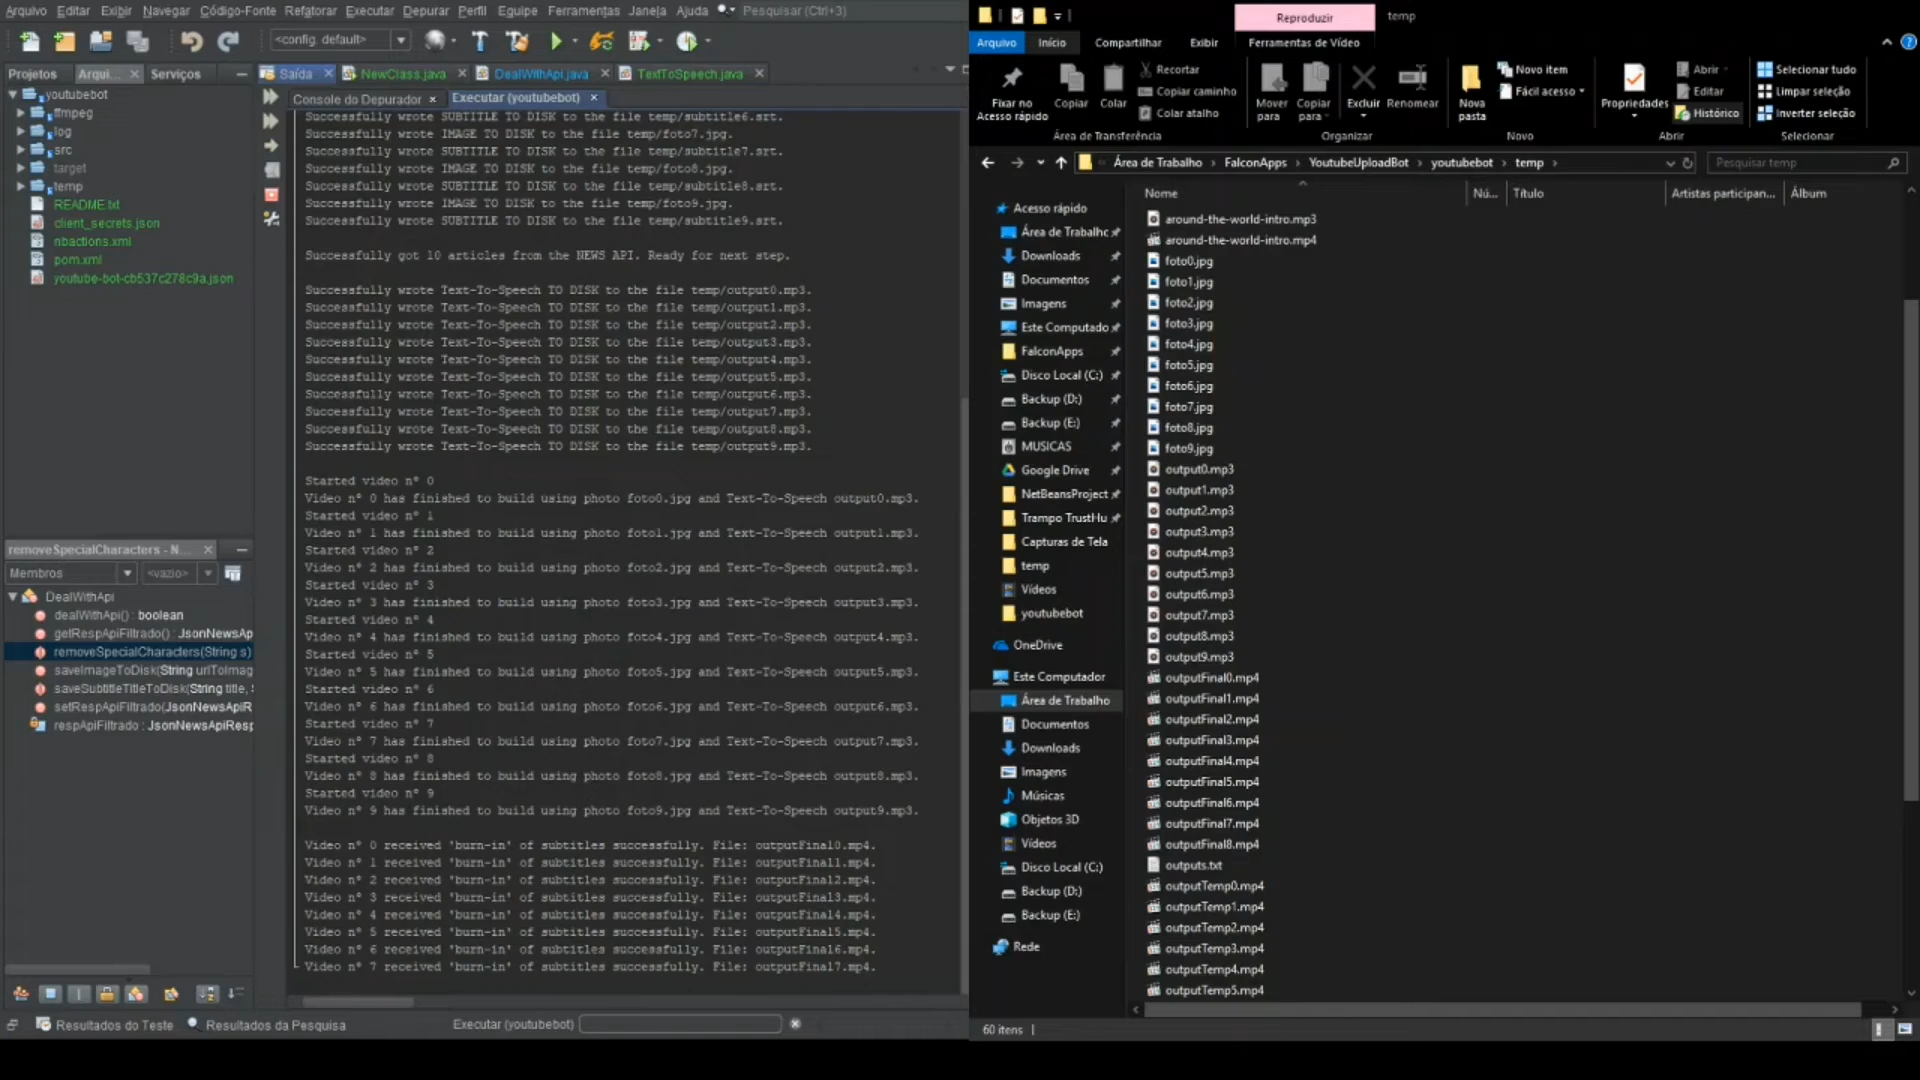 Arquivo Editar Exibir Navegar Código-Fonte Refatorar Executar Depurar Perfil Equipe Ferramentas Janela Ajuda Pesquisar (Ctrl+3)
<config. default>
Projetos Arqui... × Serviços
Saída × NewClass.java × DealWithApi.java × TextToSpeech.java ×
Console do Depurador × Executar (youtubebot) ×
youtubebot
ffmpeg
log
src
target
temp
README.txt
client_secrets.json
nbactions.xml
pom.xml
youtube-bot-cb537c278c9a.json
removeSpecialCharacters - N... ×
Membros <vazio>
DealWithApi
dealWithApi() : boolean
getRespApiFiltrado() : JsonNewsAp
removeSpecialCharacters(String s)
saveImageToDisk(String urlToImag
saveSubtitleTitleToDisk(String title,
setRespApiFiltrado(JsonNewsApiR
respApiFiltrado : JsonNewsApiResp
Successfully wrote SUBTITLE TO DISK to the file temp/subtitle6.srt.
Successfully wrote IMAGE TO DISK to the file temp/foto7.jpg.
Successfully wrote SUBTITLE TO DISK to the file temp/subtitle7.srt.
Successfully wrote IMAGE TO DISK to the file temp/foto8.jpg.
Successfully wrote SUBTITLE TO DISK to the file temp/subtitle8.srt.
Successfully wrote IMAGE TO DISK to the file temp/foto9.jpg.
Successfully wrote SUBTITLE TO DISK to the file temp/subtitle9.srt.
Successfully got 10 articles from the NEWS API. Ready for next step.
Successfully wrote Text-To-Speech TO DISK to the file temp/output0.mp3.
Successfully wrote Text-To-Speech TO DISK to the file temp/output1.mp3.
Successfully wrote Text-To-Speech TO DISK to the file temp/output2.mp3.
Successfully wrote Text-To-Speech TO DISK to the file temp/output3.mp3.
Successfully wrote Text-To-Speech TO DISK to the file temp/output4.mp3.
Successfully wrote Text-To-Speech TO DISK to the file temp/output5.mp3.
Successfully wrote Text-To-Speech TO DISK to the file temp/output6.mp3.
Successfully wrote Text-To-Speech TO DISK to the file temp/output7.mp3.
Successfully wrote Text-To-Speech TO DISK to the file temp/output8.mp3.
Successfully wrote Text-To-Speech TO DISK to the file temp/output9.mp3.
Started video n° 0
Video n° 0 has finished to build using photo foto0.jpg and Text-To-Speech output0.mp3.
Started video n° 1
Video n° 1 has finished to build using photo foto1.jpg and Text-To-Speech output1.mp3.
Started video n° 2
Video n° 2 has finished to build using photo foto2.jpg and Text-To-Speech output2.mp3.
Started video n° 3
Video n° 3 has finished to build using photo foto3.jpg and Text-To-Speech output3.mp3.
Started video n° 4
Video n° 4 has finished to build using photo foto4.jpg and Text-To-Speech output4.mp3.
Started video n° 5
Video n° 5 has finished to build using photo foto5.jpg and Text-To-Speech output5.mp3.
Started video n° 6
Video n° 6 has finished to build using photo foto6.jpg and Text-To-Speech output6.mp3.
Started video n° 7
Video n° 7 has finished to build using photo foto7.jpg and Text-To-Speech output7.mp3.
Started video n° 8
Video n° 8 has finished to build using photo foto8.jpg and Text-To-Speech output8.mp3.
Started video n° 9
Video n° 9 has finished to build using photo foto9.jpg and Text-To-Speech output9.mp3.
Video n° 0 received 'burn-in' of subtitles successfully. File: outputFinal0.mp4.
Video n° 1 received 'burn-in' of subtitles successfully. File: outputFinal1.mp4.
Video n° 2 received 'burn-in' of subtitles successfully. File: outputFinal2.mp4.
Video n° 3 received 'burn-in' of subtitles successfully. File: outputFinal3.mp4.
Video n° 4 received 'burn-in' of subtitles successfully. File: outputFinal4.mp4.
Video n° 5 received 'burn-in' of subtitles successfully. File: outputFinal5.mp4.
Video n° 6 received 'burn-in' of subtitles successfully. File: outputFinal6.mp4.
Video n° 7 received 'burn-in' of subtitles successfully. File: outputFinal7.mp4.
Resultados do Teste Resultados da Pesquisa Executar (youtubebot)
Reproduzir temp
Arquivo Início Compartilhar Exibir Ferramentas de Vídeo
Fixar no Acesso rápido
Copiar
Colar
Recortar
Copiar caminho
Colar atalho
Área de Transferência
Mover para
Copiar para
Excluir
Renomear
Organizar
Nova pasta
Novo item
Fácil acesso
Novo
Propriedades
Abrir
Editar
Histórico
Abrir
Selecionar tudo
Limpar seleção
Inverter seleção
Selecionar
Área de Trabalho > FalconApps > YoutubeUploadBot > youtubebot > temp >
Pesquisar temp
Acesso rápido
Área de Trabalhc
Downloads
Documentos
Imagens
Este Computado
FalconApps
Disco Local (C:)
Backup (D:)
Backup (E:)
MUSICAS
Google Drive
NetBeansProject
Trampo TrustHu
Capturas de Tela
temp
Vídeos
youtubebot
OneDrive
Este Computador
Área de Trabalho
Documentos
Downloads
Imagens
Músicas
Objetos 3D
Vídeos
Disco Local (C:)
Backup (D:)
Backup (E:)
Rede
Nome Nú... Título Artistas participan... Álbum
around-the-world-intro.mp3
around-the-world-intro.mp4
foto0.jpg
foto1.jpg
foto2.jpg
foto3.jpg
foto4.jpg
foto5.jpg
foto6.jpg
foto7.jpg
foto8.jpg
foto9.jpg
output0.mp3
output1.mp3
output2.mp3
output3.mp3
output4.mp3
output5.mp3
output6.mp3
output7.mp3
output8.mp3
output9.mp3
outputFinal0.mp4
outputFinal1.mp4
outputFinal2.mp4
outputFinal3.mp4
outputFinal4.mp4
outputFinal5.mp4
outputFinal6.mp4
outputFinal7.mp4
outputFinal8.mp4
outputs.txt
outputTemp0.mp4
outputTemp1.mp4
outputTemp2.mp4
outputTemp3.mp4
outputTemp4.mp4
outputTemp5.mp4
60 itens